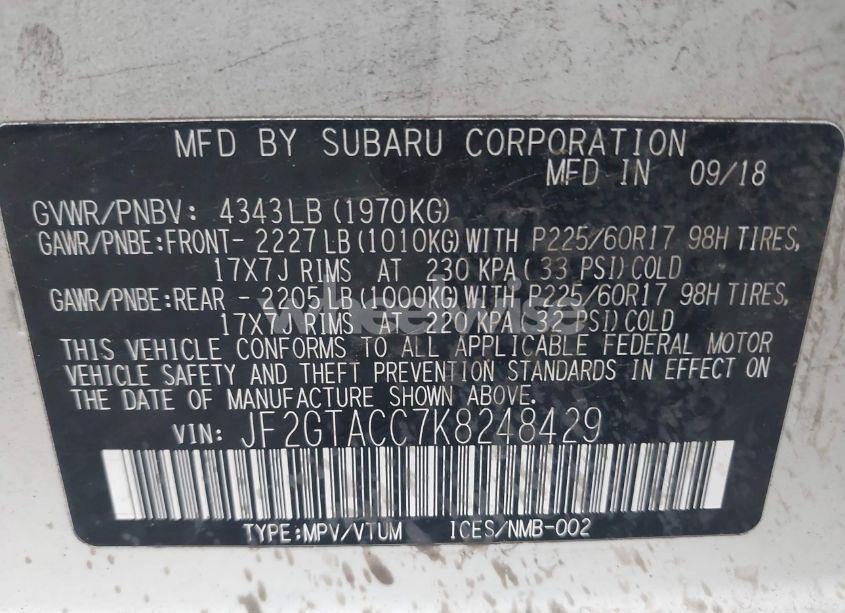 MFD BY SUBARU CORPORATION
MFD IN 09/18
GVWR/PNBV: 4343LB (1970KG)
GAWR/PNBE:FRONT- 2227LB (1010KG) WITH P225/60R17 98H TIRES,
17X7J RIMS AT 230 KPA (33 PSI) COLD
GAWR/PNBE:REAR - 2205LB (1000KG) WITH P225/60R17 98H TIRES,
17X7J RIMS AT 220 KPA (32 PSI) COLD
wheelwise
THIS VEHICLE CONFORMS TO ALL APPLICABLE FEDERAL MOTOR
VEHICLE SAFETY AND THEFT PREVENTION STANDARDS IN EFFECT ON
THE DATE OF MANUFACTURE SHOWN ABOVE.
VIN: JF2GTACC7K8248429
TYPE:MPV/VTUM ICES/NMB-002